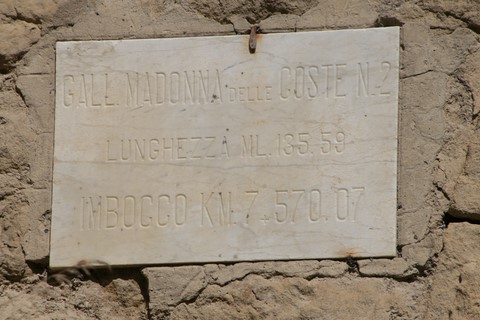 GALL. MADONNA DELLE COSTE N.2
LUNGHEZZA ML. 135.59
IMBOCCO KM. 7.570.07